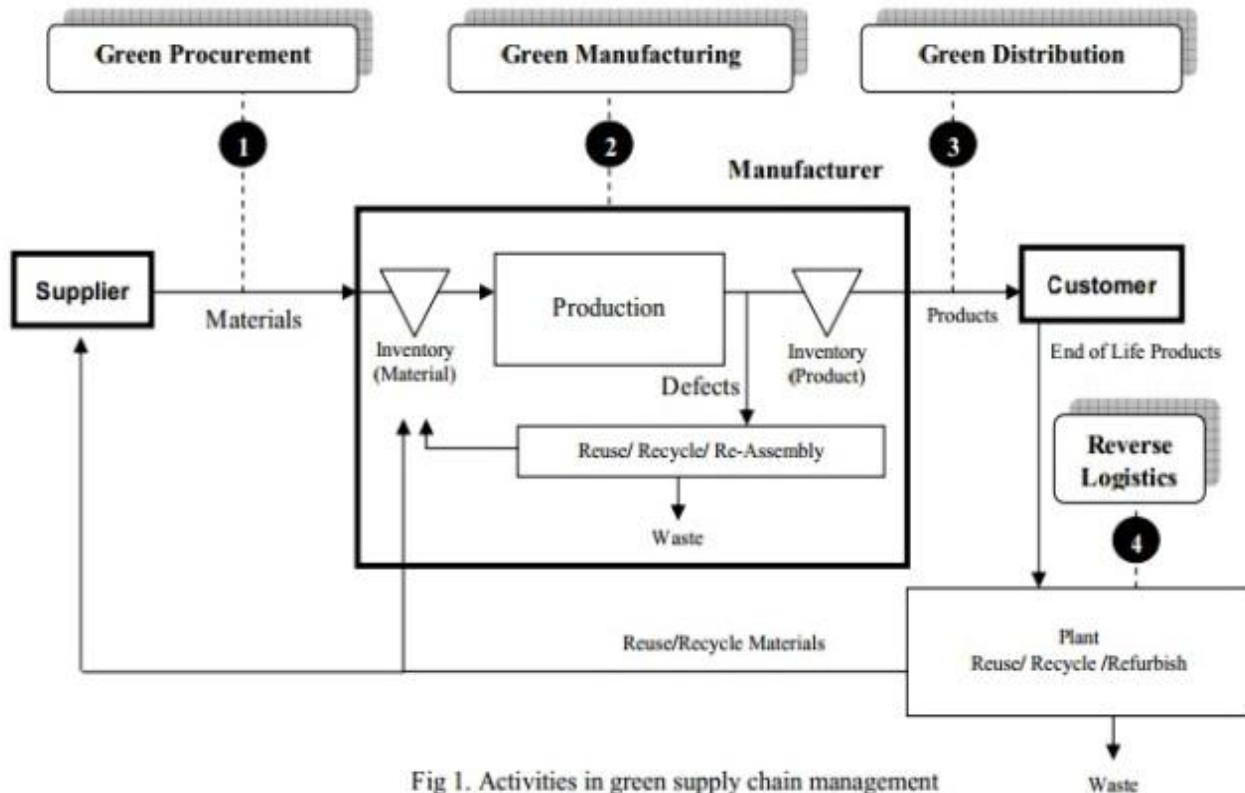 Green Procurement
Green Manufacturing
Green Distribution
1
2
3
Manufacturer
Supplier
Materials
Inventory
(Material)
Production
Defects
Inventory
(Product)
Products
Customer
End of Life Products
Reuse/ Recycle/ Re-Assembly
Waste
Reverse
Logistics
4
Reuse/Recycle Materials
Plant
Reuse/ Recycle /Refurbish
Waste
Fig 1. Activities in green supply chain management